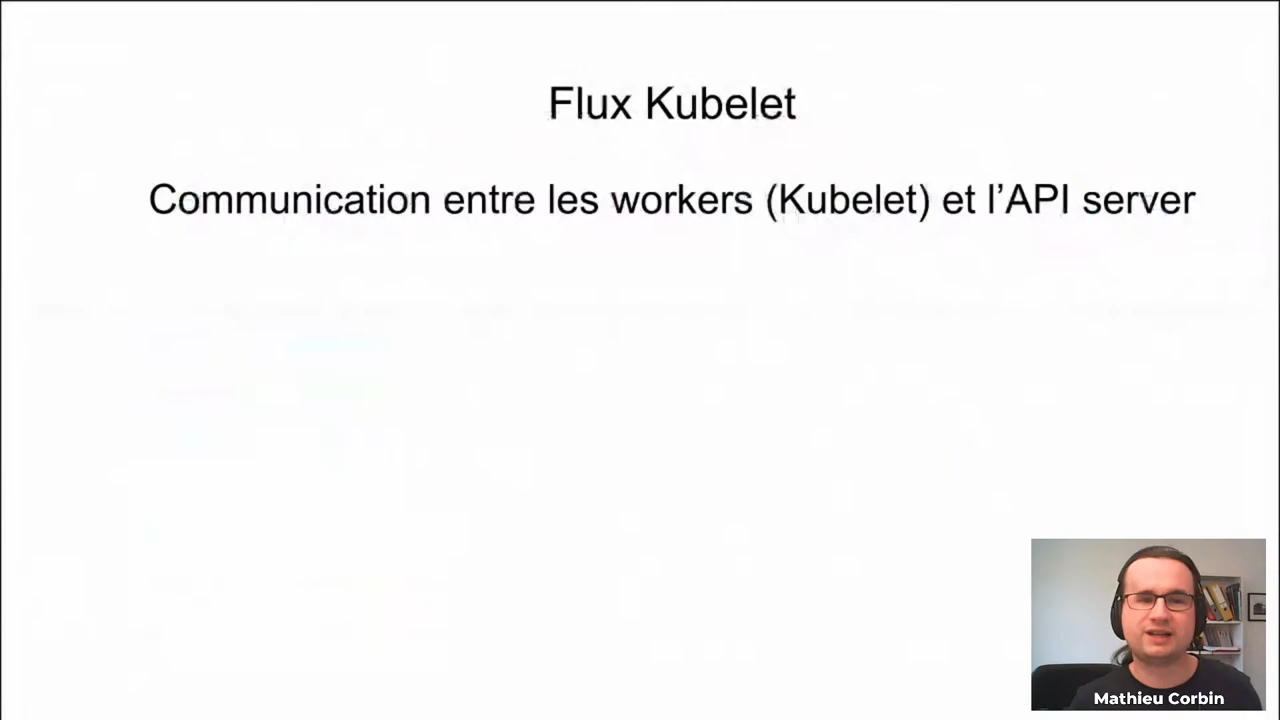 Flux Kubelet
Communication entre les workers (Kubelet) et l’API server
Mathieu Corbin